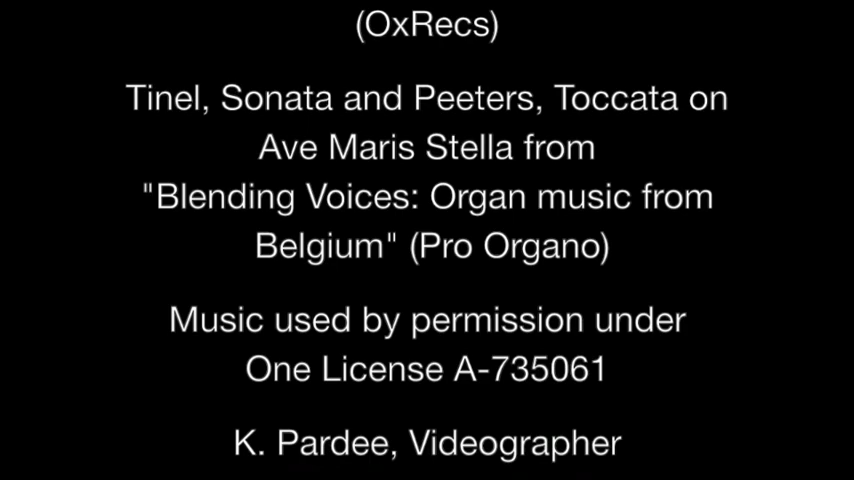 (OxRecs)
Tinel, Sonata and Peeters, Toccata on
Ave Maris Stella from
"Blending Voices: Organ music from
Belgium" (Pro Organo)
Music used by permission under
One License A-735061
K. Pardee, Videographer